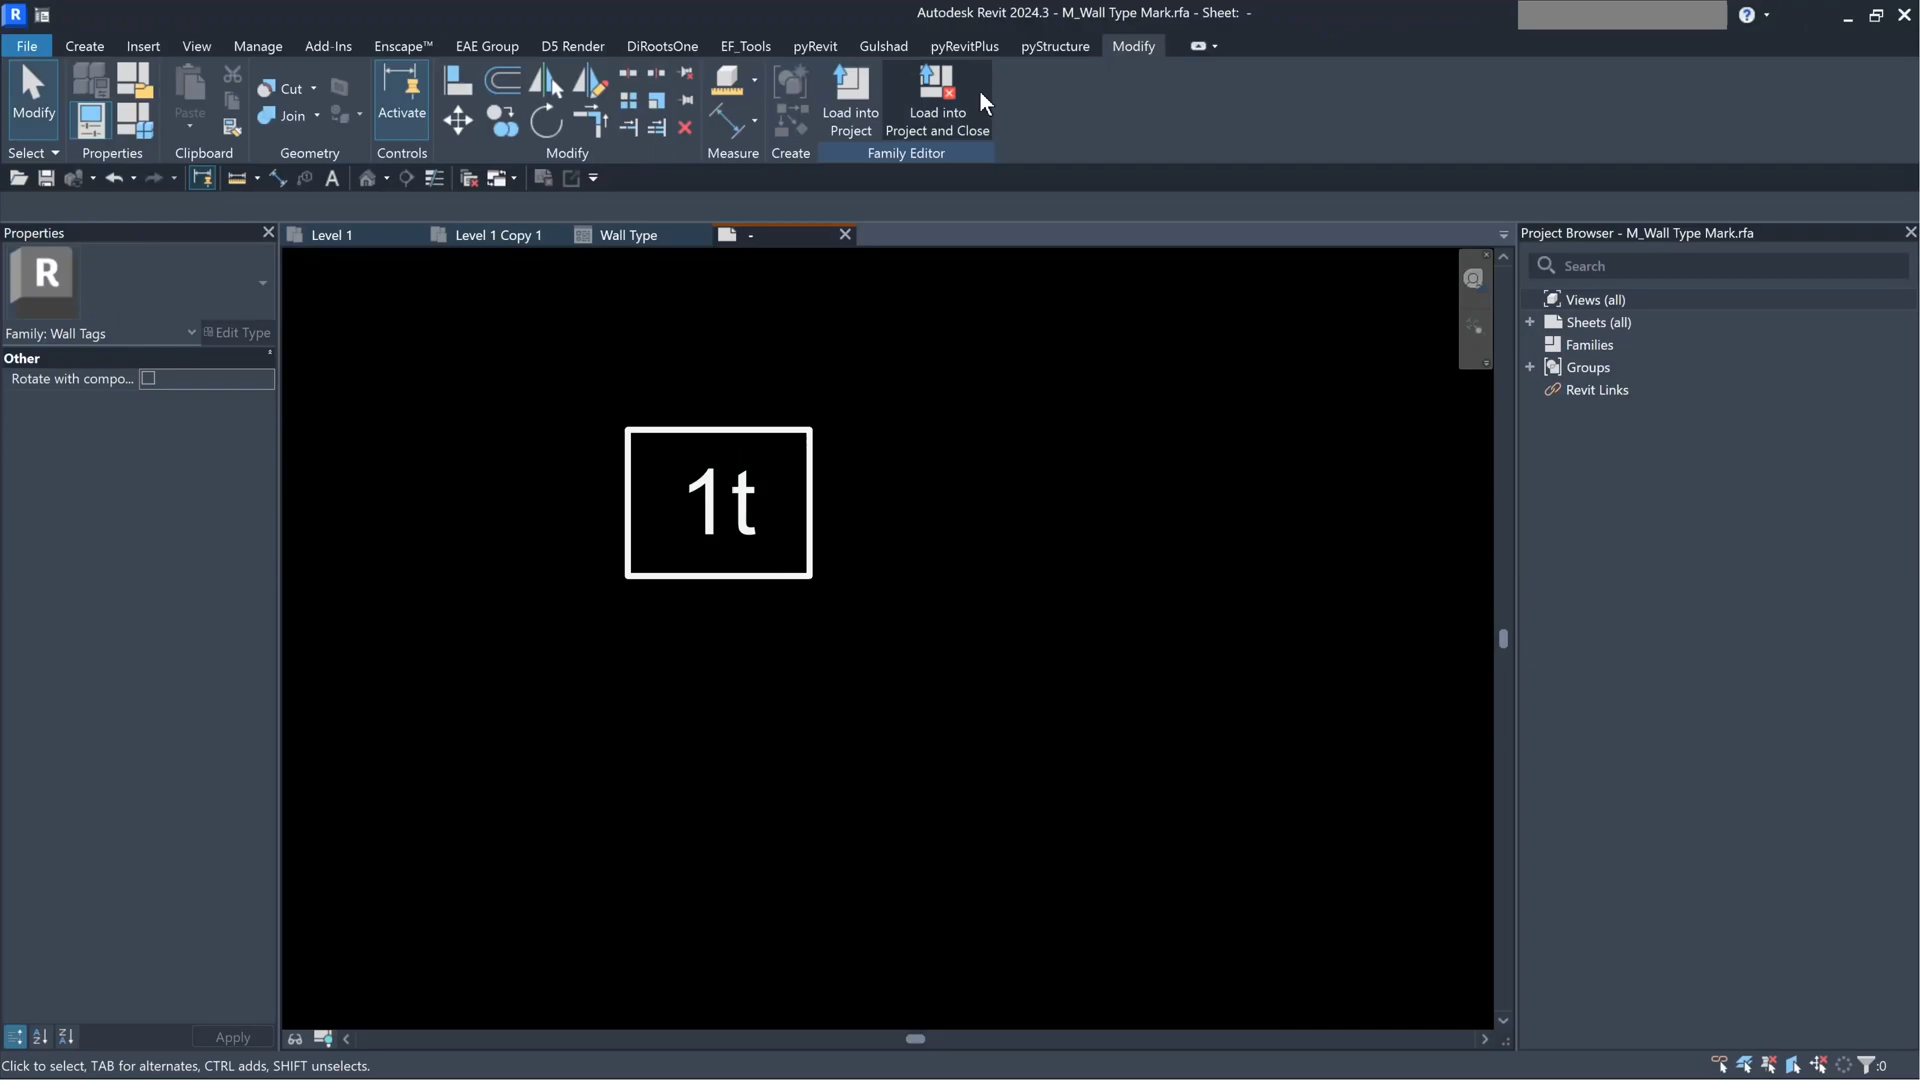 R
Autodesk Revit 2024.3 - M_Wall Type Mark.rfa - Sheet: -
File Create Insert View Manage Add-Ins Enscape™ EAE Group D5 Render DiRootsOne EF_Tools pyRevit Gulshad pyRevitPlus pyStructure Modify
Modify
Paste
Cut
Join
Activate
Load into
Project
Load into
Project and Close
Select Properties Clipboard Geometry Controls Modify Measure Create Family Editor
A
Properties
R
Family: Wall Tags
Edit Type
Other
Rotate with compo...
Apply
Level 1
Level 1 Copy 1
Wall Type
-
1t
Project Browser - M_Wall Type Mark.rfa
Search
Views (all)
Sheets (all)
Families
Groups
Revit Links
Click to select, TAB for alternates, CTRL adds, SHIFT unselects.
:0